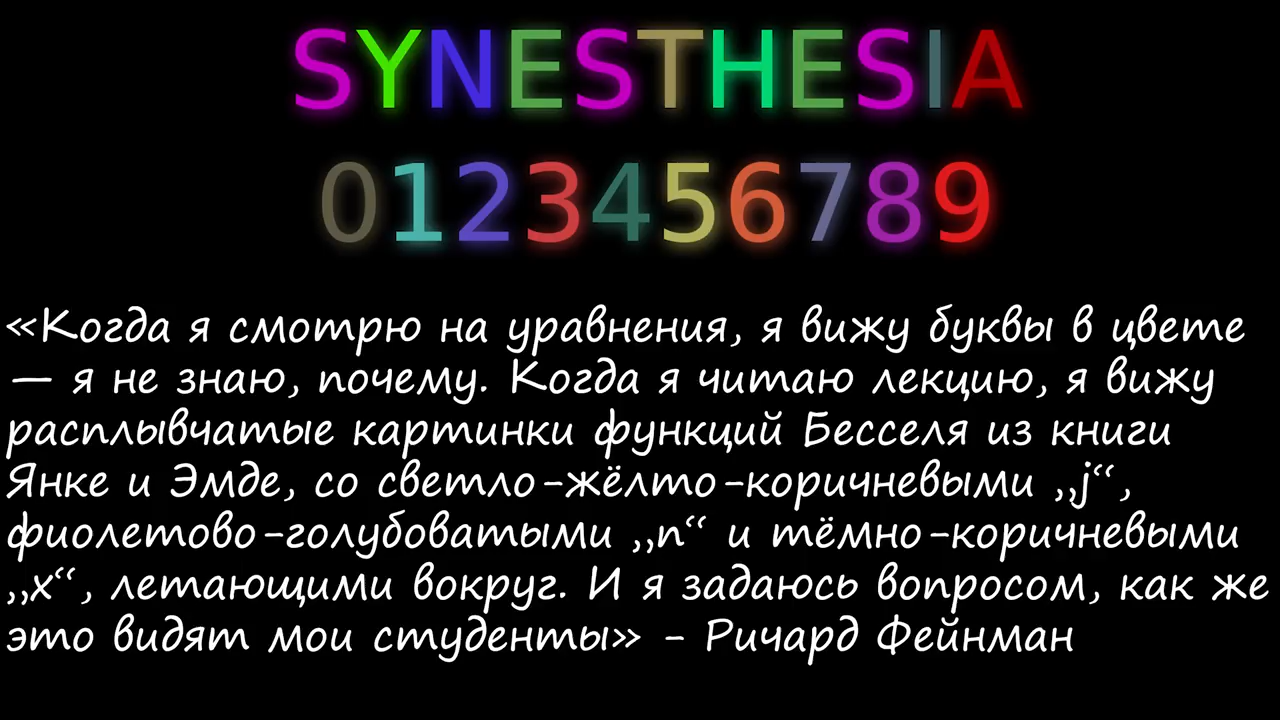 SYNESTHESIA
0123456789
«Когда я смотрю на уравнения, я вижу буквы в цвете
— я не знаю, почему. Когда я читаю лекцию, я вижу
расплывчатые картинки функций Бесселя из книги
Янке и Эмде, со светло-жёлто-коричневыми „j“,
фиолетово-голубоватыми „n“ и тёмно-коричневыми
„x“, летающими вокруг. И я задаюсь вопросом, как же
это видят мои студенты» - Ричард Фейнман